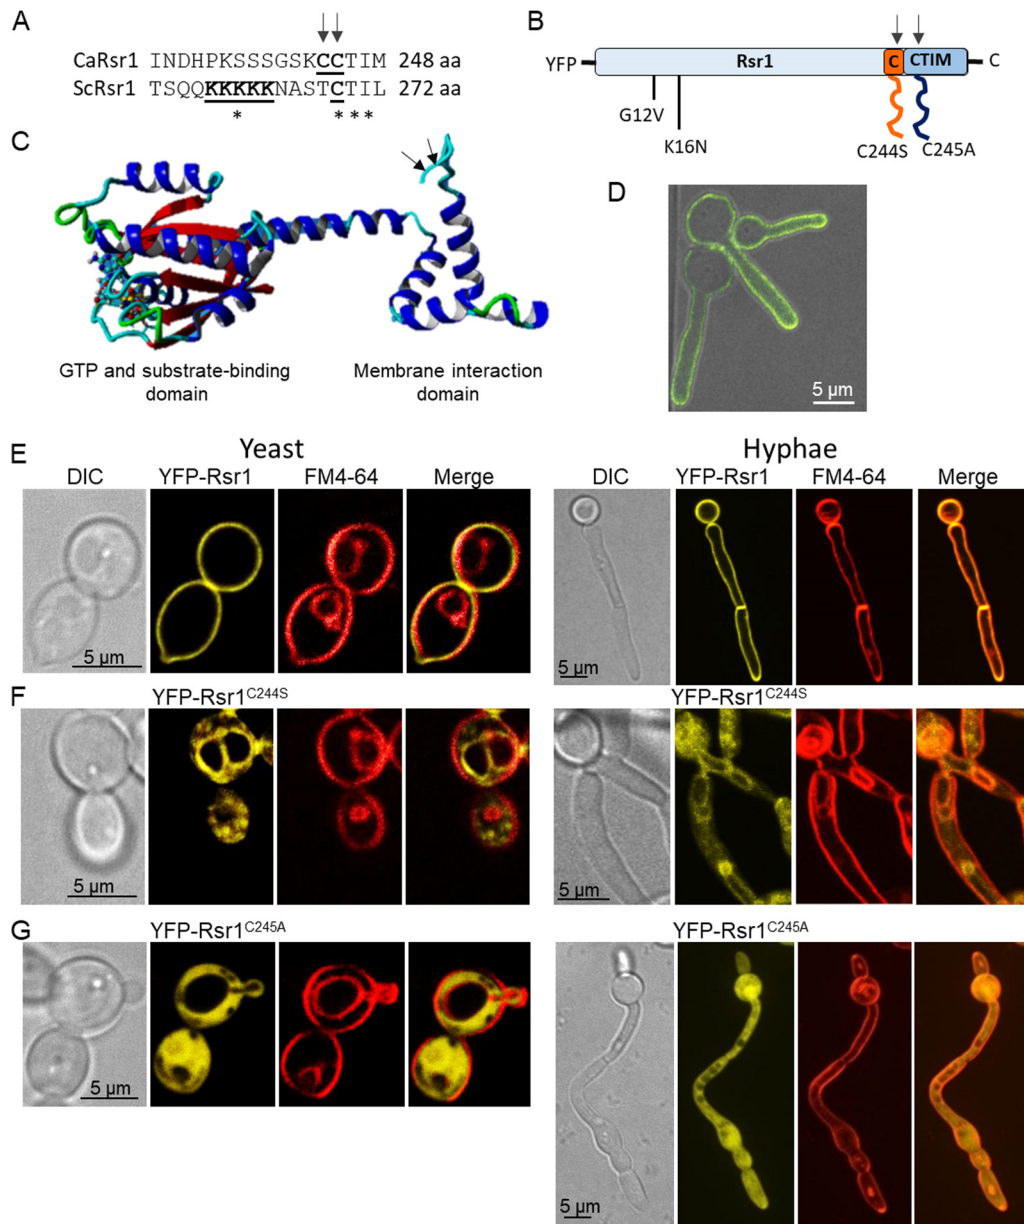 A
CaRsr1 INDHPKSSSGSKCCTIM 248 aa
ScRsr1 TSQQKKKKKNASTCTIL 272 aa
* * * *
B
YFP Rsr1 C CTIM C
G12V
K16N
C244S C245A
C
GTP and substrate-binding
domain
Membrane interaction
domain
D
5 µm
E
Yeast Hyphae
DIC YFP-Rsr1 FM4-64 Merge DIC YFP-Rsr1 FM4-64 Merge
5 µm 5 µm
F
YFP-Rsr1C244S YFP-Rsr1C244S
5 µm 5 µm
G
YFP-Rsr1C245A YFP-Rsr1C245A
5 µm
5 µm